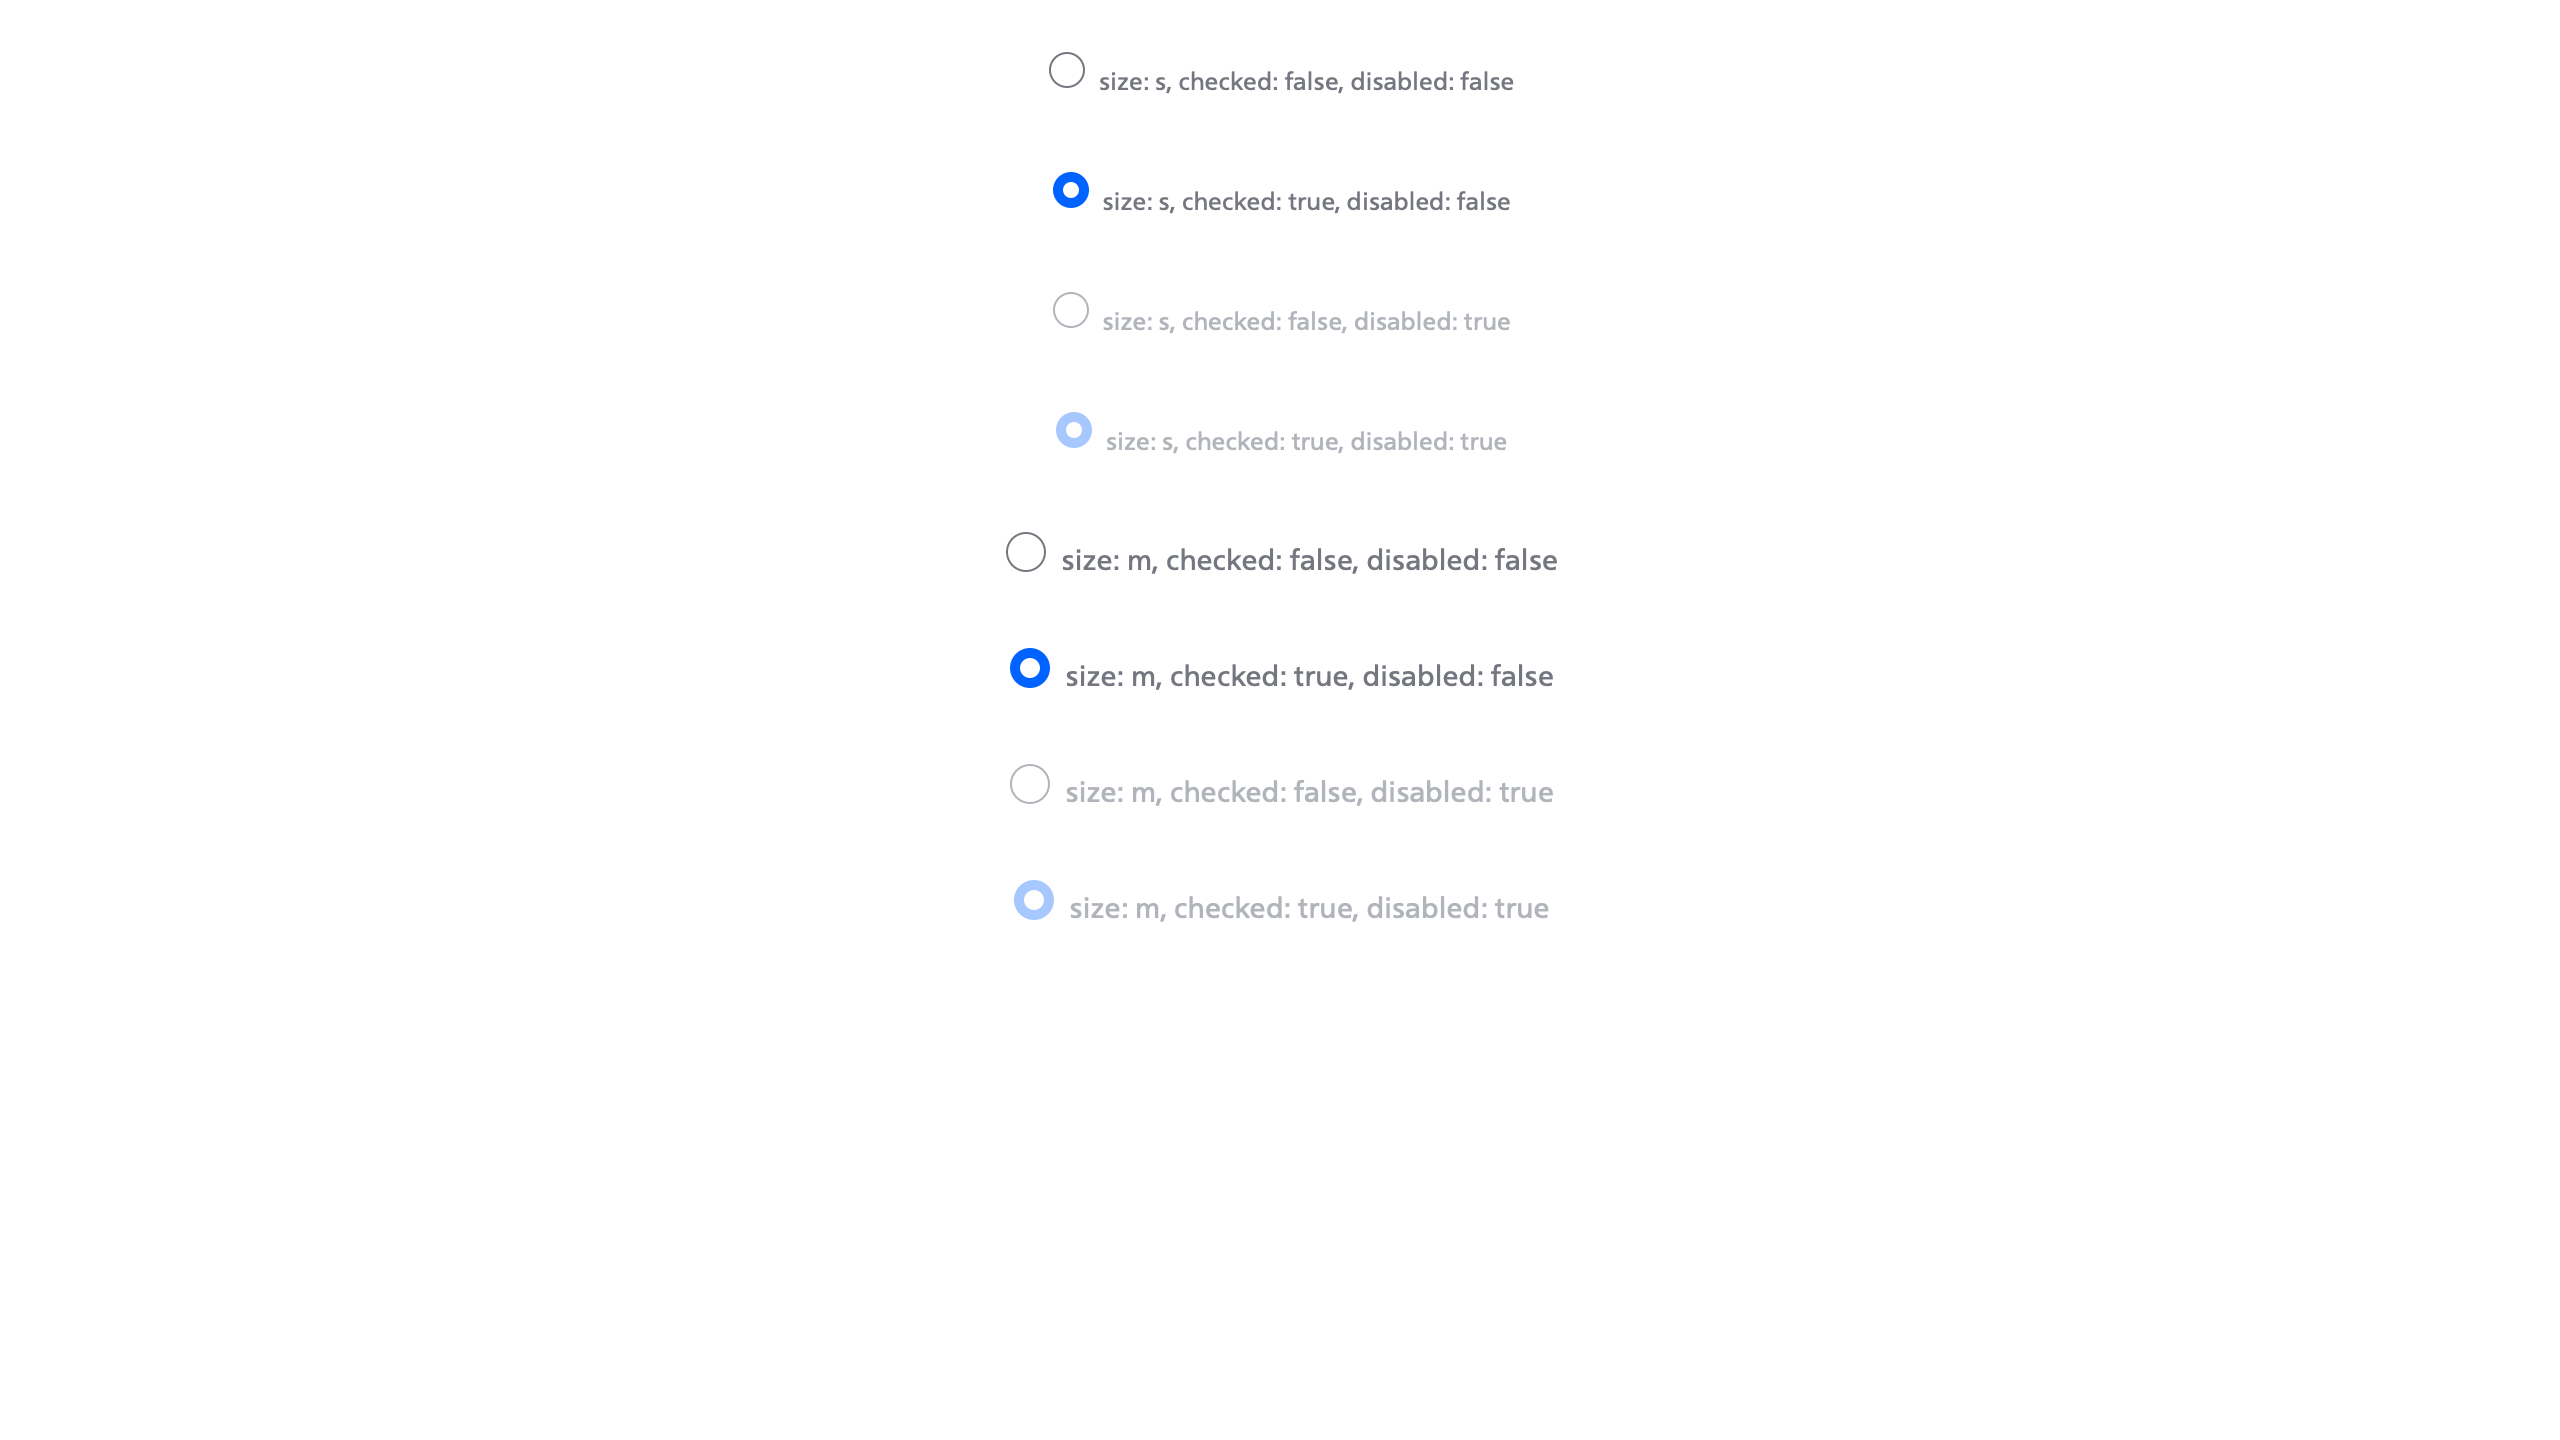 size: s, checked: false, disabled: false
size: s, checked: true, disabled: false
size: s, checked: false, disabled: true
size: s, checked: true, disabled: true
size: m, checked: false, disabled: false
size: m, checked: true, disabled: false
size: m, checked: false, disabled: true
size: m, checked: true, disabled: true